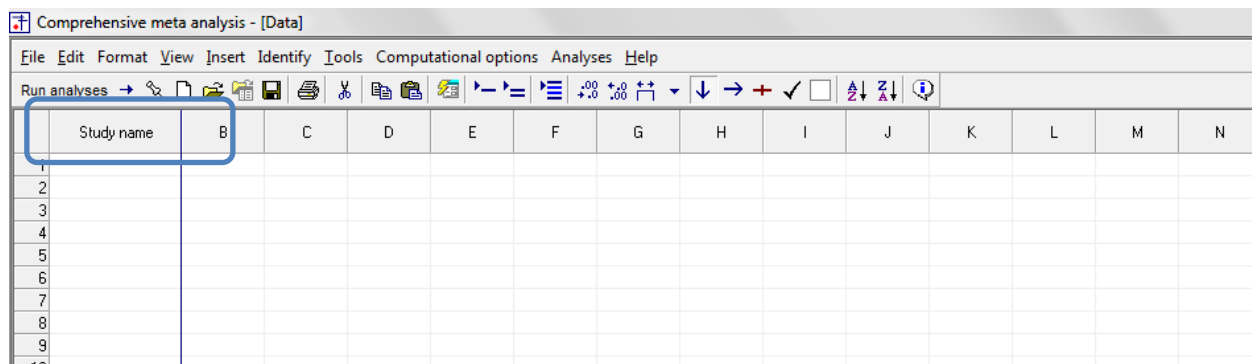 Comprehensive meta analysis - [Data]
File Edit Format View Insert Identify Tools Computational options Analyses Help
Run analyses
Study name B C D E F G H I J K L M N
1
2
3
4
5
6
7
8
9
10